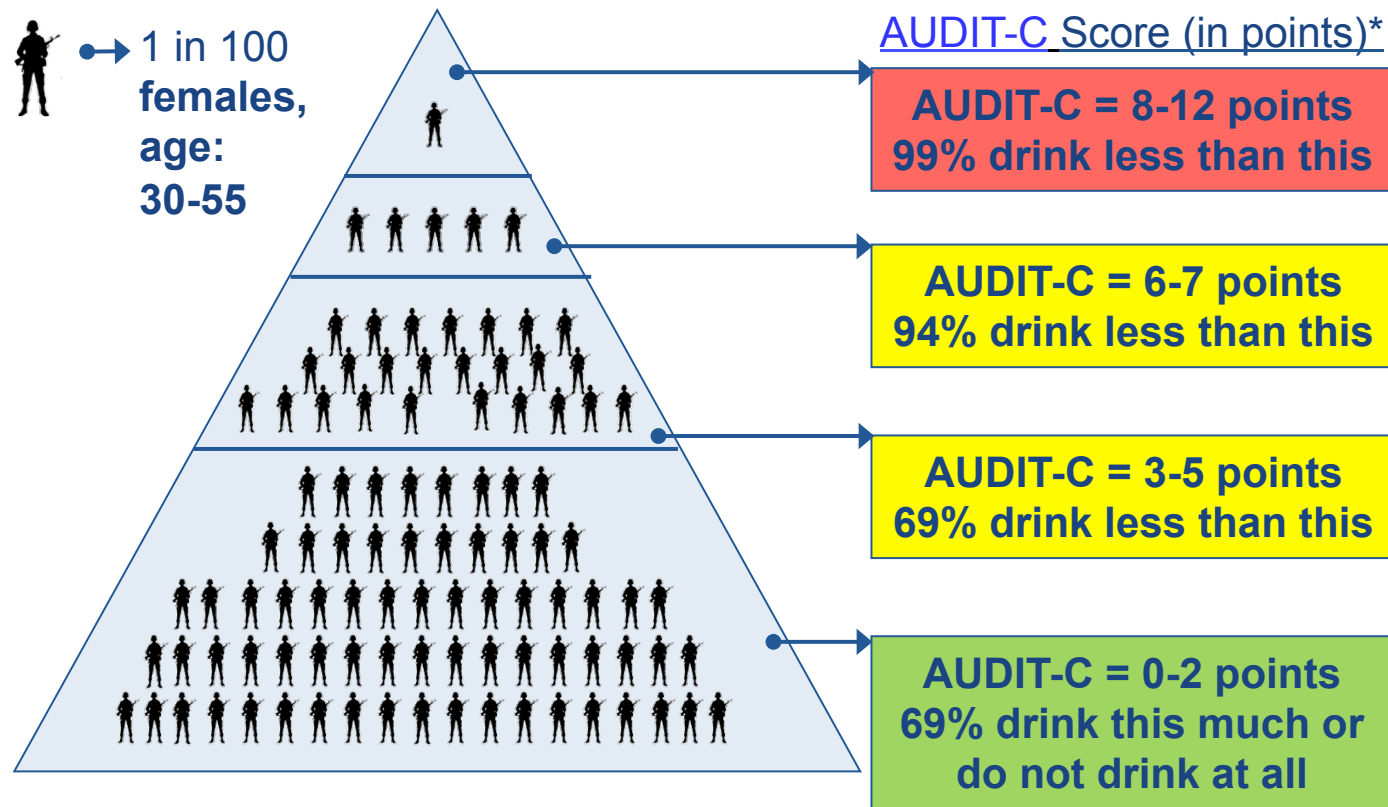 1 in 100
females,
age:
30-55
AUDIT-C Score (in points)*
AUDIT-C = 8-12 points
99% drink less than this
AUDIT-C = 6-7 points
94% drink less than this
AUDIT-C = 3-5 points
69% drink less than this
AUDIT-C = 0-2 points
69% drink this much or
do not drink at all